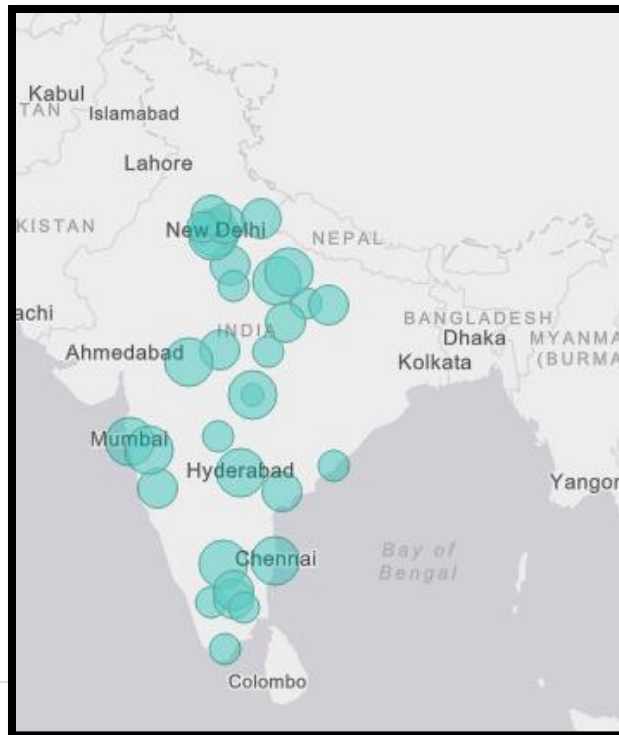 Kabul
TAN
Islamabad
Lahore
KISTAN
New Delhi
NEPAL
achi
INDIA
BANGLADESH
Dhaka
MYANMA
(BURMA
Ahmedabad
Kolkata
Mumbai
Hyderabad
Yangon
Chennai
Bay of
Bengal
Colombo